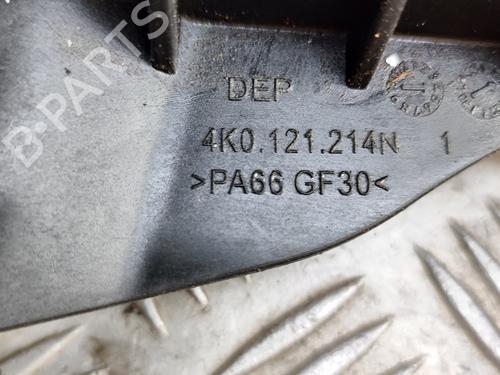 DEP
4K0.121.214N 1
>PA66 GF30<
B-PARTS